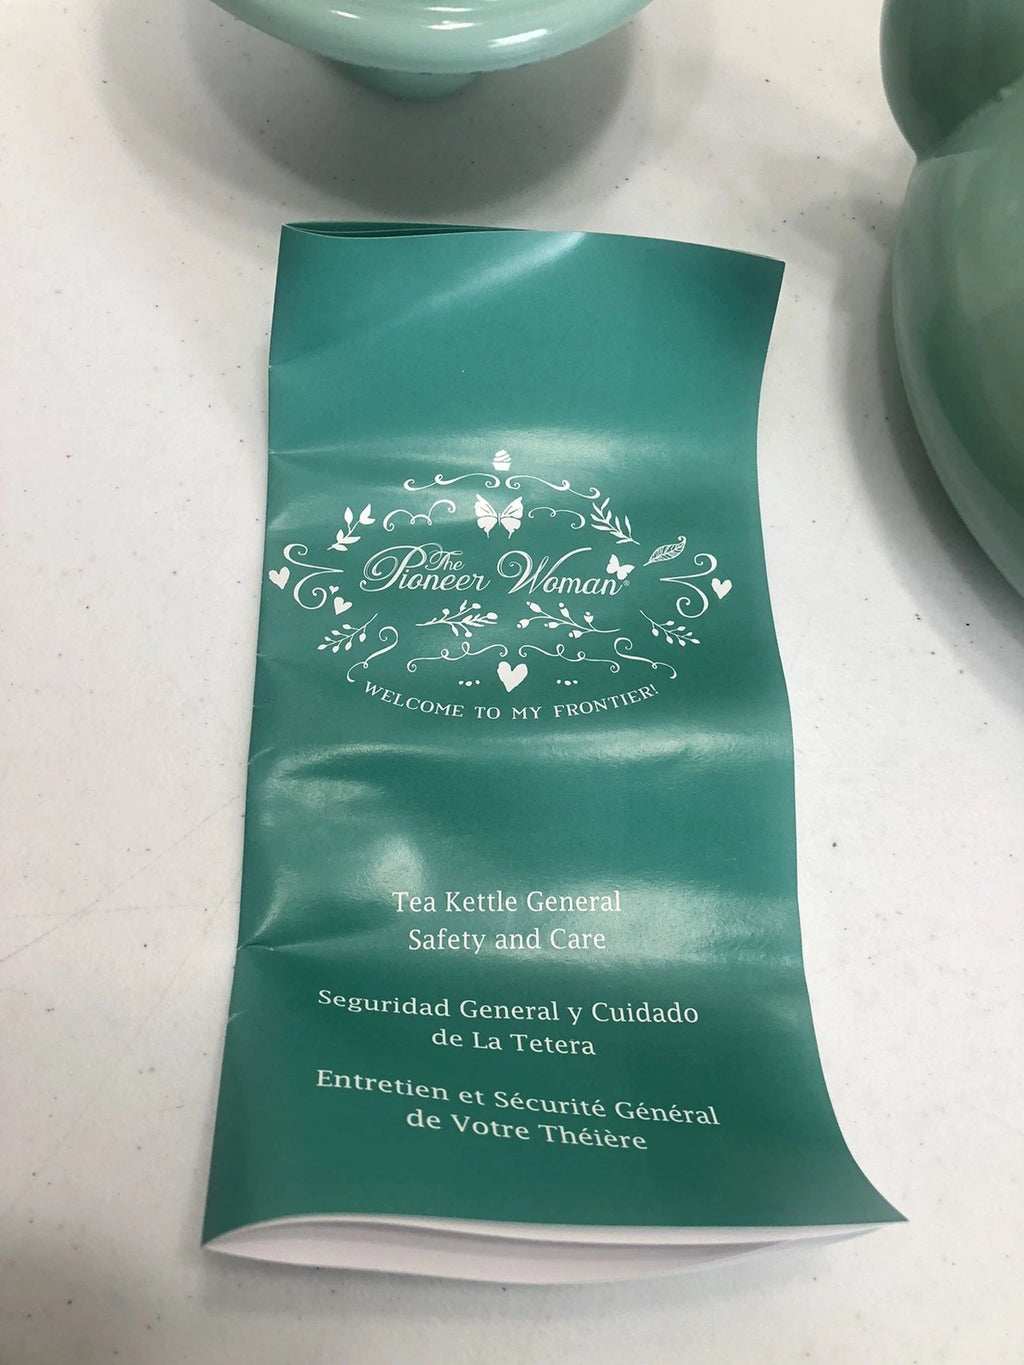 The
Pioneer Woman®
WELCOME TO MY FRONTIER!
Tea Kettle General
Safety and Care
Seguridad General y Cuidado
de La Tetera
Entretien et Sécurité Général
de Votre Théière